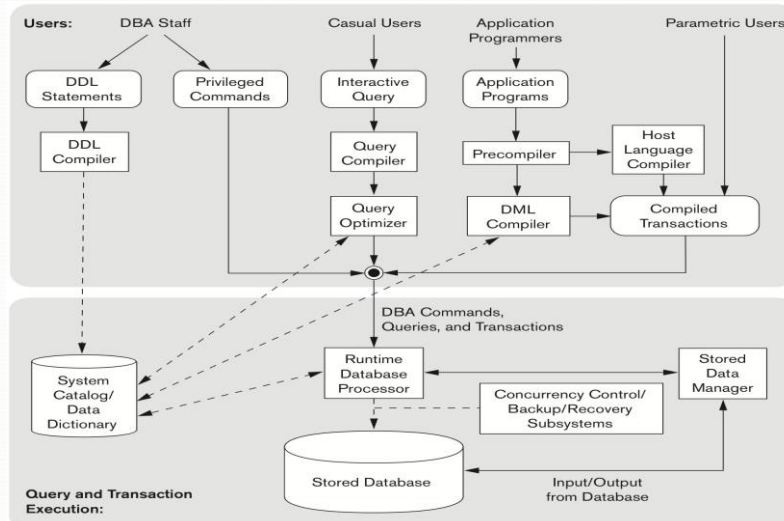 Users:
DBA Staff
Casual Users
Application
Programmers
Parametric Users
DDL
Statements
Privileged
Commands
Interactive
Query
Application
Programs
DDL
Compiler
Query
Compiler
Precompiler
Host
Language
Compiler
Query
Optimizer
DML
Compiler
Compiled
Transactions
DBA Commands,
Queries, and Transactions
System
Catalog/
Data
Dictionary
Runtime
Database
Processor
Stored
Data
Manager
Concurrency Control/
Backup/Recovery
Subsystems
Stored Database
Input/Output
from Database
Query and Transaction
Execution: